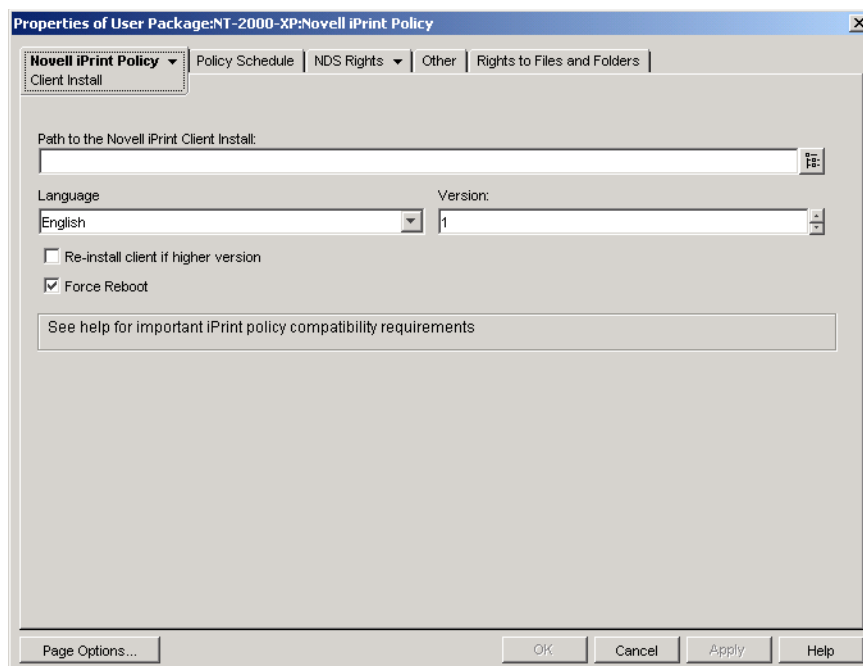 Properties of User Package:NT-2000-XP:Novell iPrint Policy
Novell iPrint Policy Policy Schedule NDS Rights Other Rights to Files and Folders
Client Install
Path to the Novell iPrint Client Install:
Language Version:
English 1
Re-install client if higher version
Force Reboot
See help for important iPrint policy compatibility requirements
Page Options... OK Cancel Apply Help